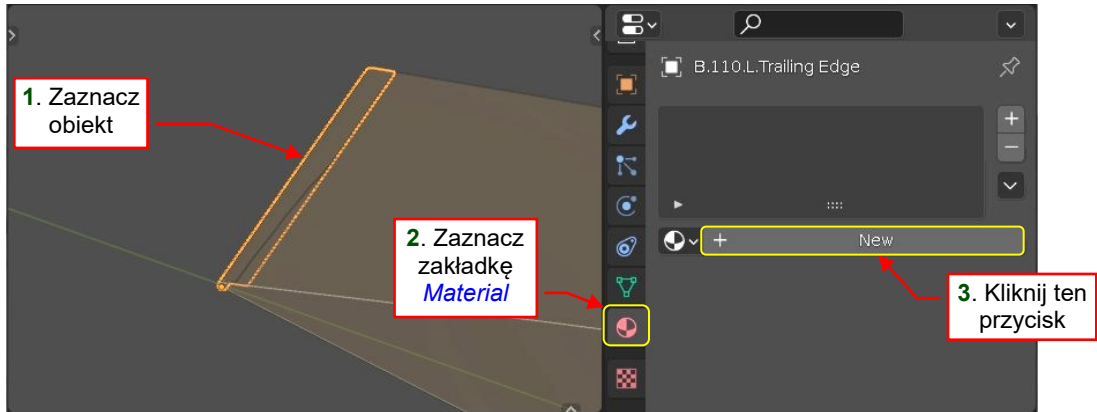 B.110.L.Trailing Edge
1. Zaznacz
obiekt
2. Zaznacz
zakładkę
Material
New
3. Kliknij ten
przycisk